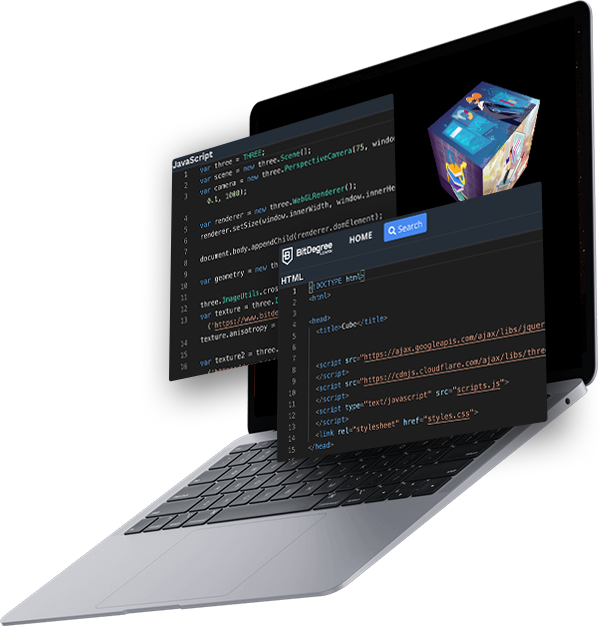 JavaScript
1 var three = THREE;
2 var scene = new three.Scene();
3 var camera = new three.PerspectiveCamera(75, window
0.1, 1000);
4
5 var renderer = new three.WebGLRenderer();
6 renderer.setSize(window.innerWidth, window.innerHe
7
8 document.body.appendChild(renderer.domElement);
9
10 var geometry = new th
11
12 three.ImageUtils.cros
13 var texture = three.I
('https://www.bitde
14 texture.anisotropy =
15
16 var texture2 = three.
BitDegree
HOME
Search
HTML
1 <!DOCTYPE html>
2 <html>
3
4 <head>
5 <title>Cube</title>
6
7
8 <script src="https://ajax.googleapis.com/ajax/libs/jquer
9 </script>
10 <script src="https://cdnjs.cloudflare.com/ajax/libs/three
11 </script>
12 <script type="text/javascript" src="scripts.js">
13 </script>
14 <link rel="stylesheet" href="styles.css">
15 </head>
16